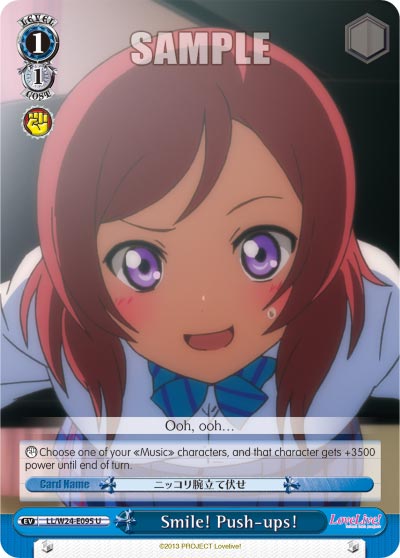 LEVEL
1
1
COST
SAMPLE
Ooh, ooh…
Choose one of your «Music» characters, and that character gets +3500
power until end of turn.
Card Name ニッコリ腕立て伏せ
EV LL/W24-E095 U
Smile! Push-ups!
LoveLive!
©2013 PROJECT Lovelive!